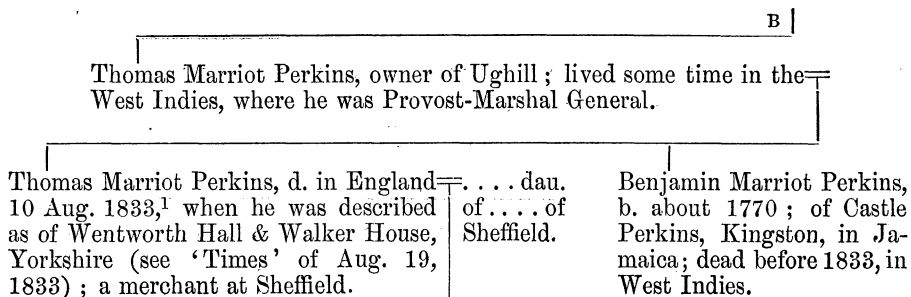 B
Thomas Marriot Perkins, owner of Ughill ; lived some time in the
West Indies, where he was Provost-Marshal General.
Thomas Marriot Perkins, d. in England
10 Aug. 1833,¹ when he was described
as of Wentworth Hall & Walker House,
Yorkshire (see ‘Times’ of Aug. 19,
1833) ; a merchant at Sheffield.
. . . . dau.
of . . . . of
Sheffield.
Benjamin Marriot Perkins,
b. about 1770 ; of Castle
Perkins, Kingston, in Ja-
maica; dead before 1833, in
West Indies.